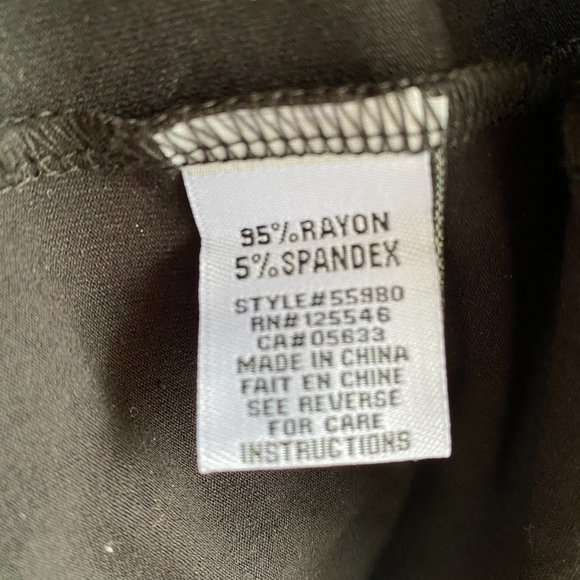 95% RAYON
5% SPANDEX
STYLE#55980
RN#125546
CA#05633
MADE IN CHINA
FAIT EN CHINE
SEE REVERSE
FOR CARE
INSTRUCTIONS